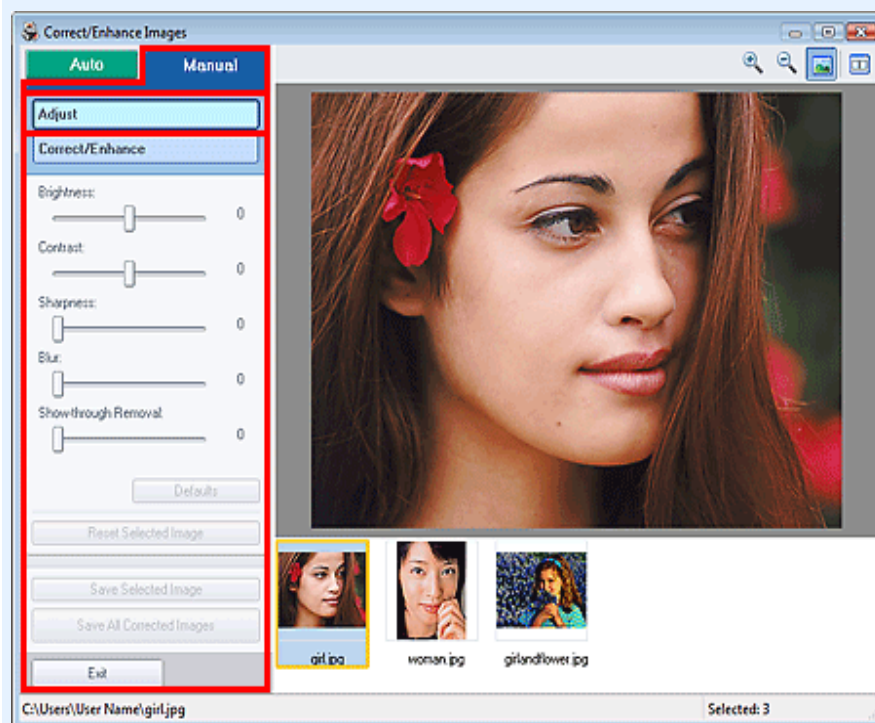 Correct/Enhance Images
Auto Manual
Adjust
Correct/Enhance
Brightness:
0
Contrast:
0
Sharpness:
0
Blur:
0
Show-through Removal:
0
Defaults
Reset Selected Image
Save Selected Image
Save All Corrected Images
Exit
girl.jpg woman.jpg girlandflower.jpg
C:\Users\User Name\girl.jpg Selected: 3